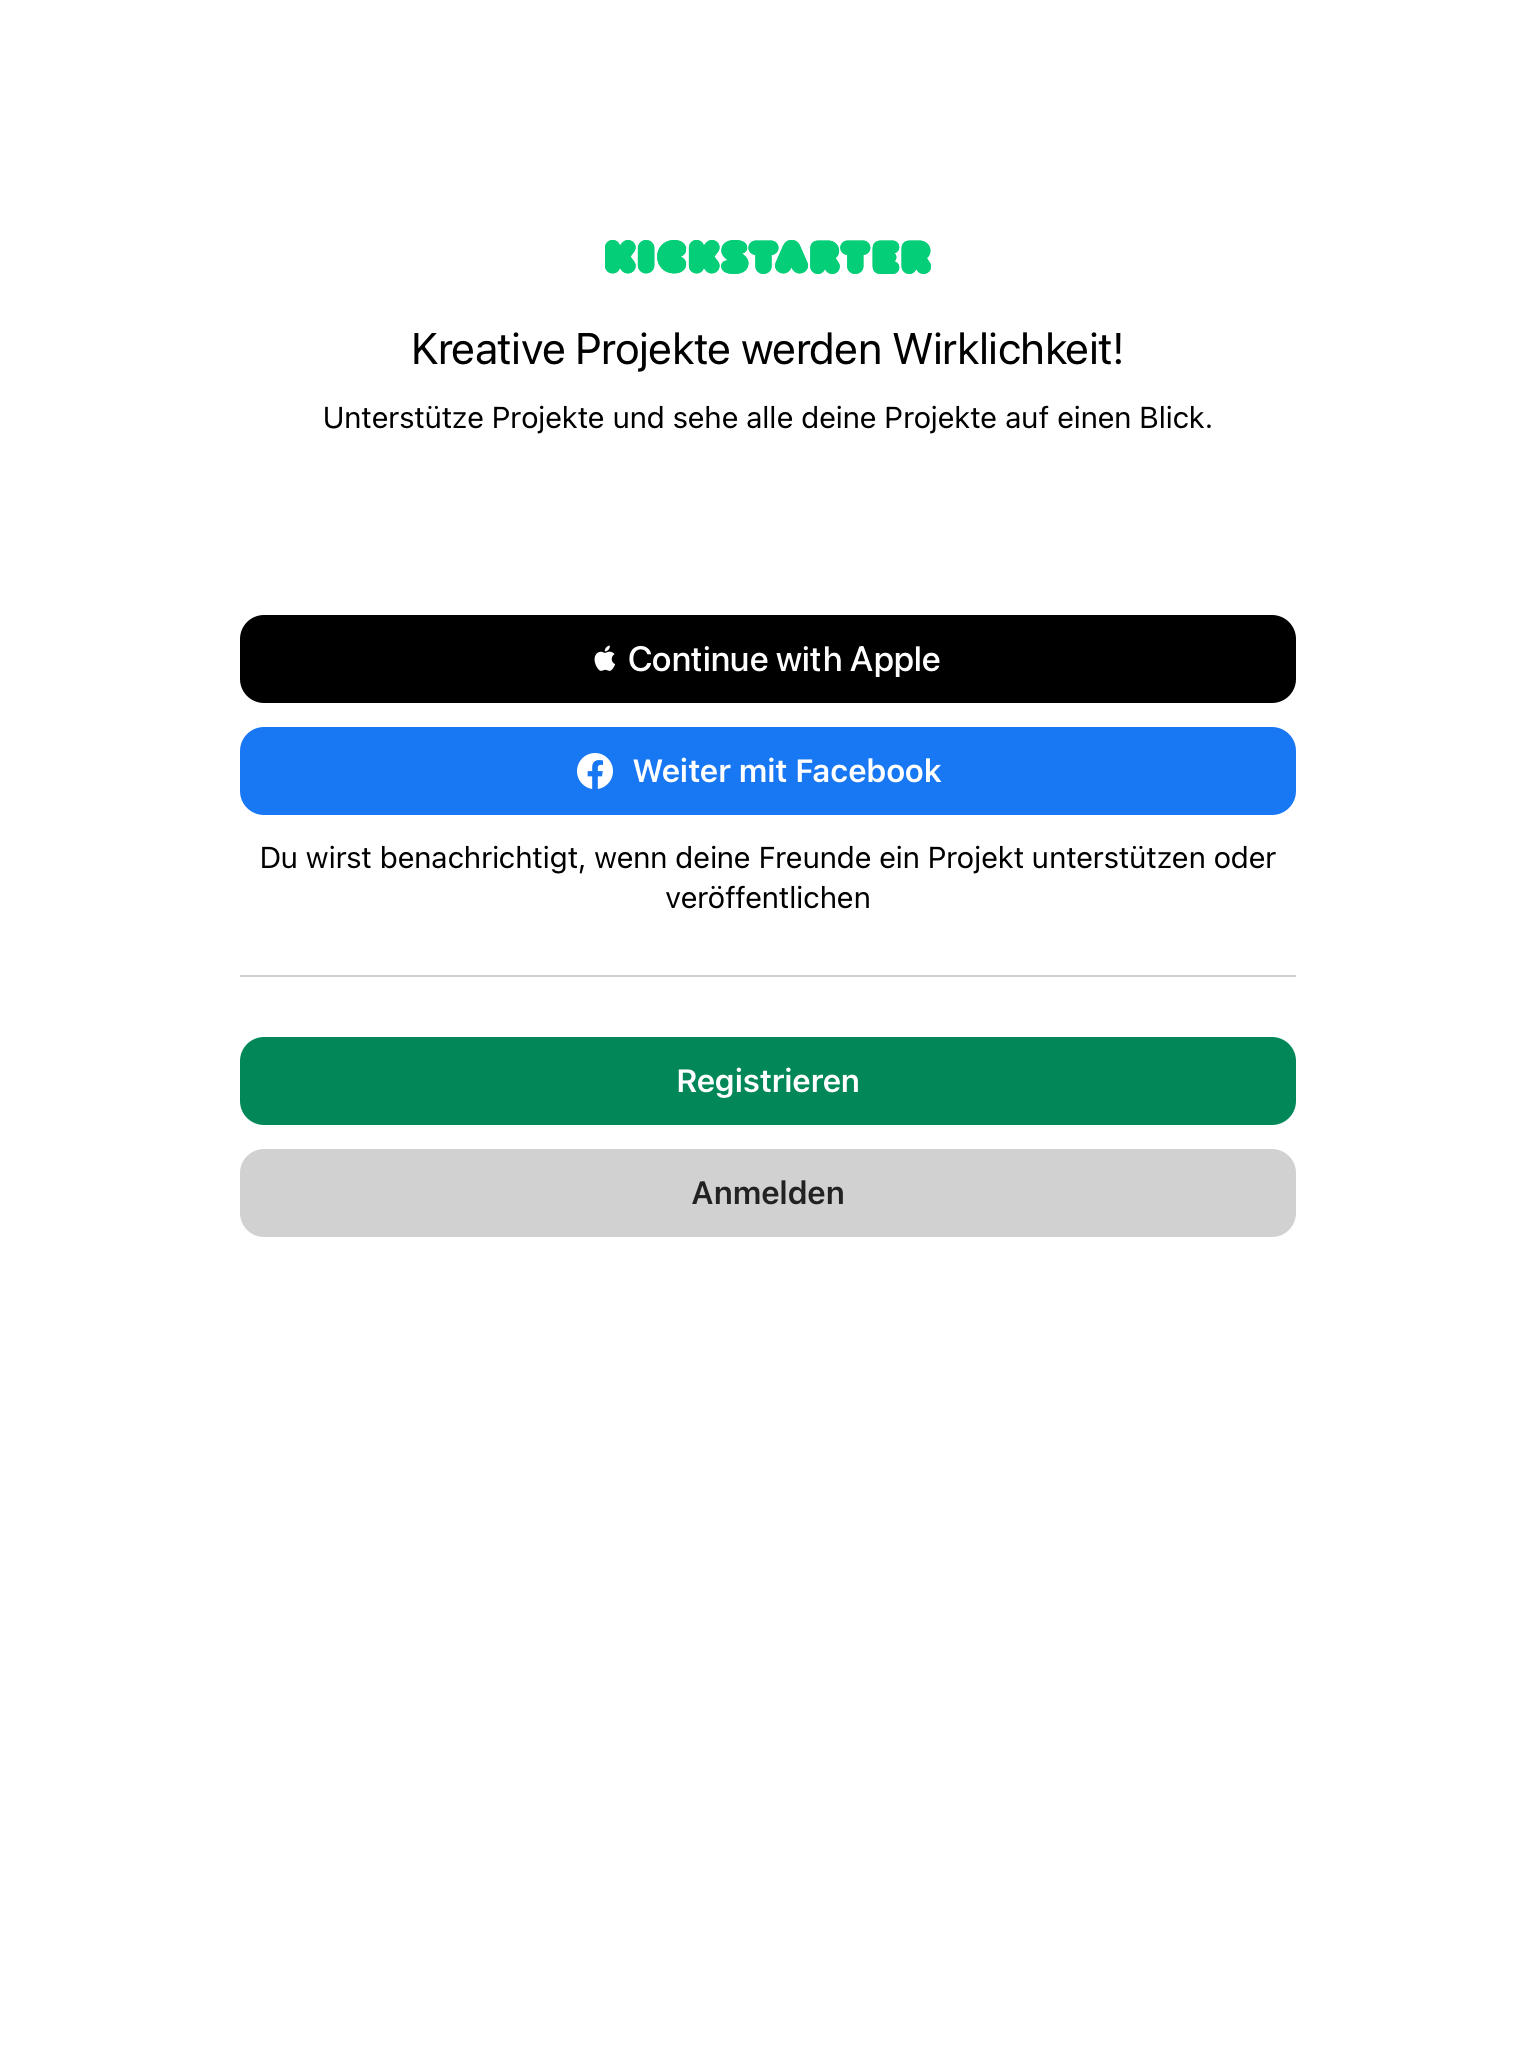 KICKSTARTER
Kreative Projekte werden Wirklichkeit!
Unterstütze Projekte und sehe alle deine Projekte auf einen Blick.
Continue with Apple
Weiter mit Facebook
Du wirst benachrichtigt, wenn deine Freunde ein Projekt unterstützen oder
veröffentlichen
Registrieren
Anmelden